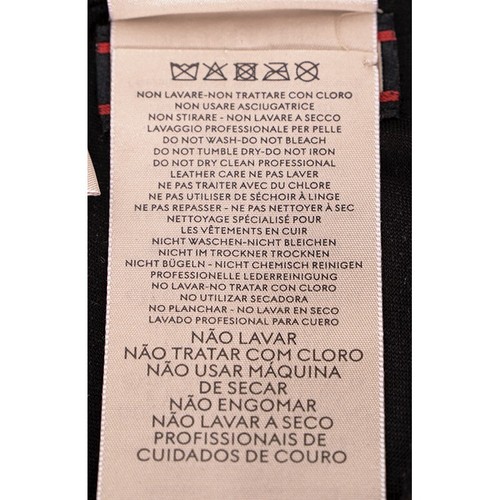 NON LAVARE-NON TRATTARE CON CLORO
NON USARE ASCIUGATRICE
NON STIRARE - NON LAVARE A SECCO
LAVAGGIO PROFESSIONALE PER PELLE
DO NOT WASH-DO NOT BLEACH
DO NOT TUMBLE DRY-DO NOT IRON
DO NOT DRY CLEAN PROFESSIONAL
LEATHER CARE NE PAS LAVER
NE PAS TRAITER AVEC DU CHLORE
NE PAS UTILISER DE SÉCHOIR À LINGE
NE PAS REPASSER - NE PAS NETTOYER À SEC
NETTOYAGE SPÉCIALISÉ POUR
LES VÊTEMENTS EN CUIR
NICHT WASCHEN-NICHT BLEICHEN
NICHT IM TROCKNER TROCKNEN
NICHT BÜGELN - NICHT CHEMISCH REINIGEN
PROFESSIONELLE LEDERREINIGUNG
NO LAVAR-NO TRATAR CON CLORO
NO UTILIZAR SECADORA
NO PLANCHAR - NO LAVAR EN SECO
LAVADO PROFESIONAL PARA CUERO
NÃO LAVAR
NÃO TRATAR COM CLORO
NÃO USAR MÁQUINA
DE SECAR
NÃO ENGOMAR
NÃO LAVAR A SECO
PROFISSIONAIS DE
CUIDADOS DE COURO